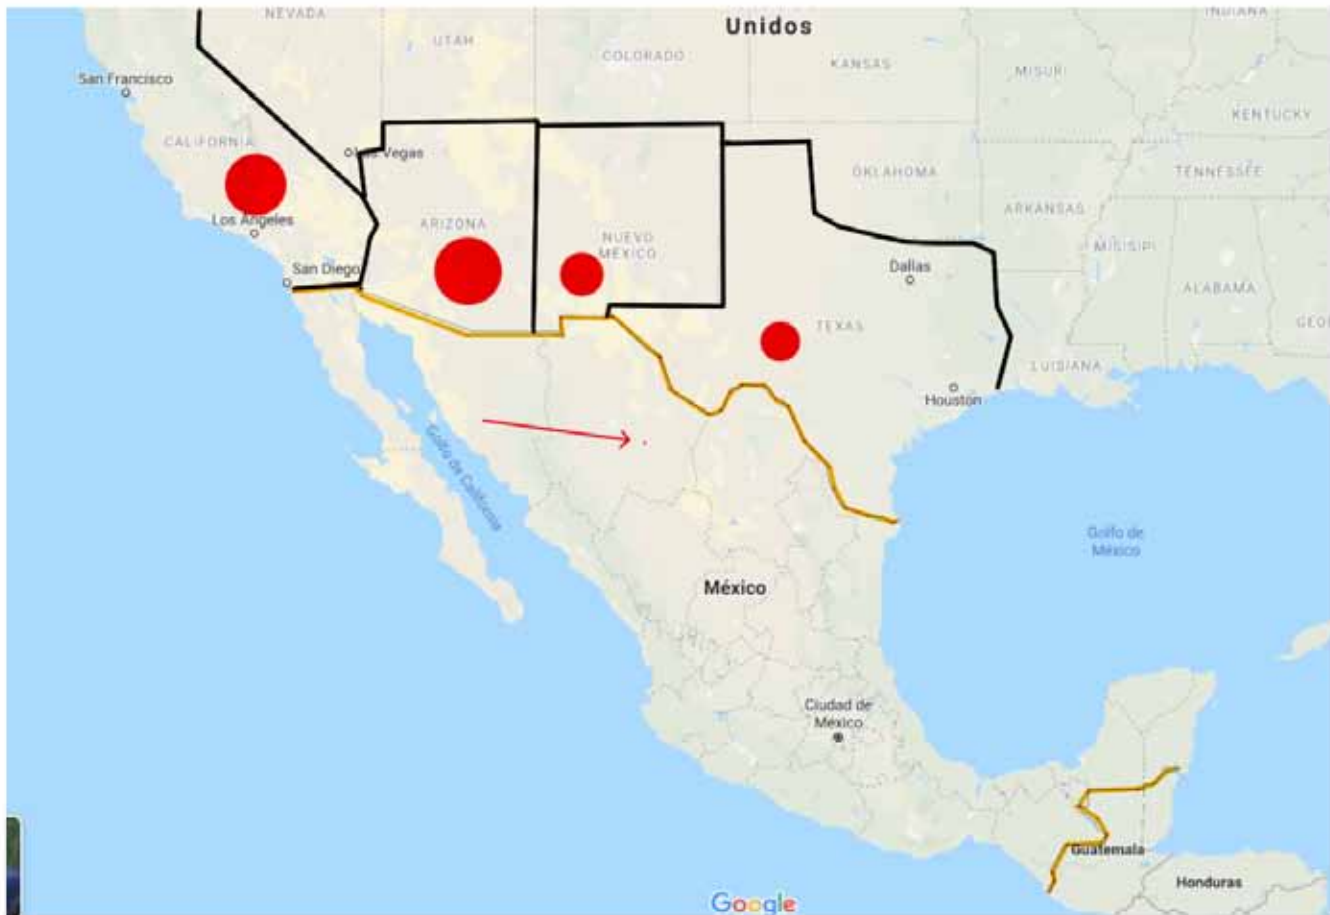 NEVADA
Unidos
INDIANA
UTAH
COLORADO
KANSAS
MISURI
San Francisco
KENTUCKY
CALIFORNIA
Las Vegas
OKLAHOMA
TENNESSEE
ARKANSAS
Los Ángeles
ARIZONA
NUEVO
MÉXICO
MISISIPI
San Diego
Dallas
ALABAMA
TEXAS
GEO
LUISIANA
Houston
Golfo de California
Golfo de
México
México
Ciudad de
México
Guatemala
Honduras
Google